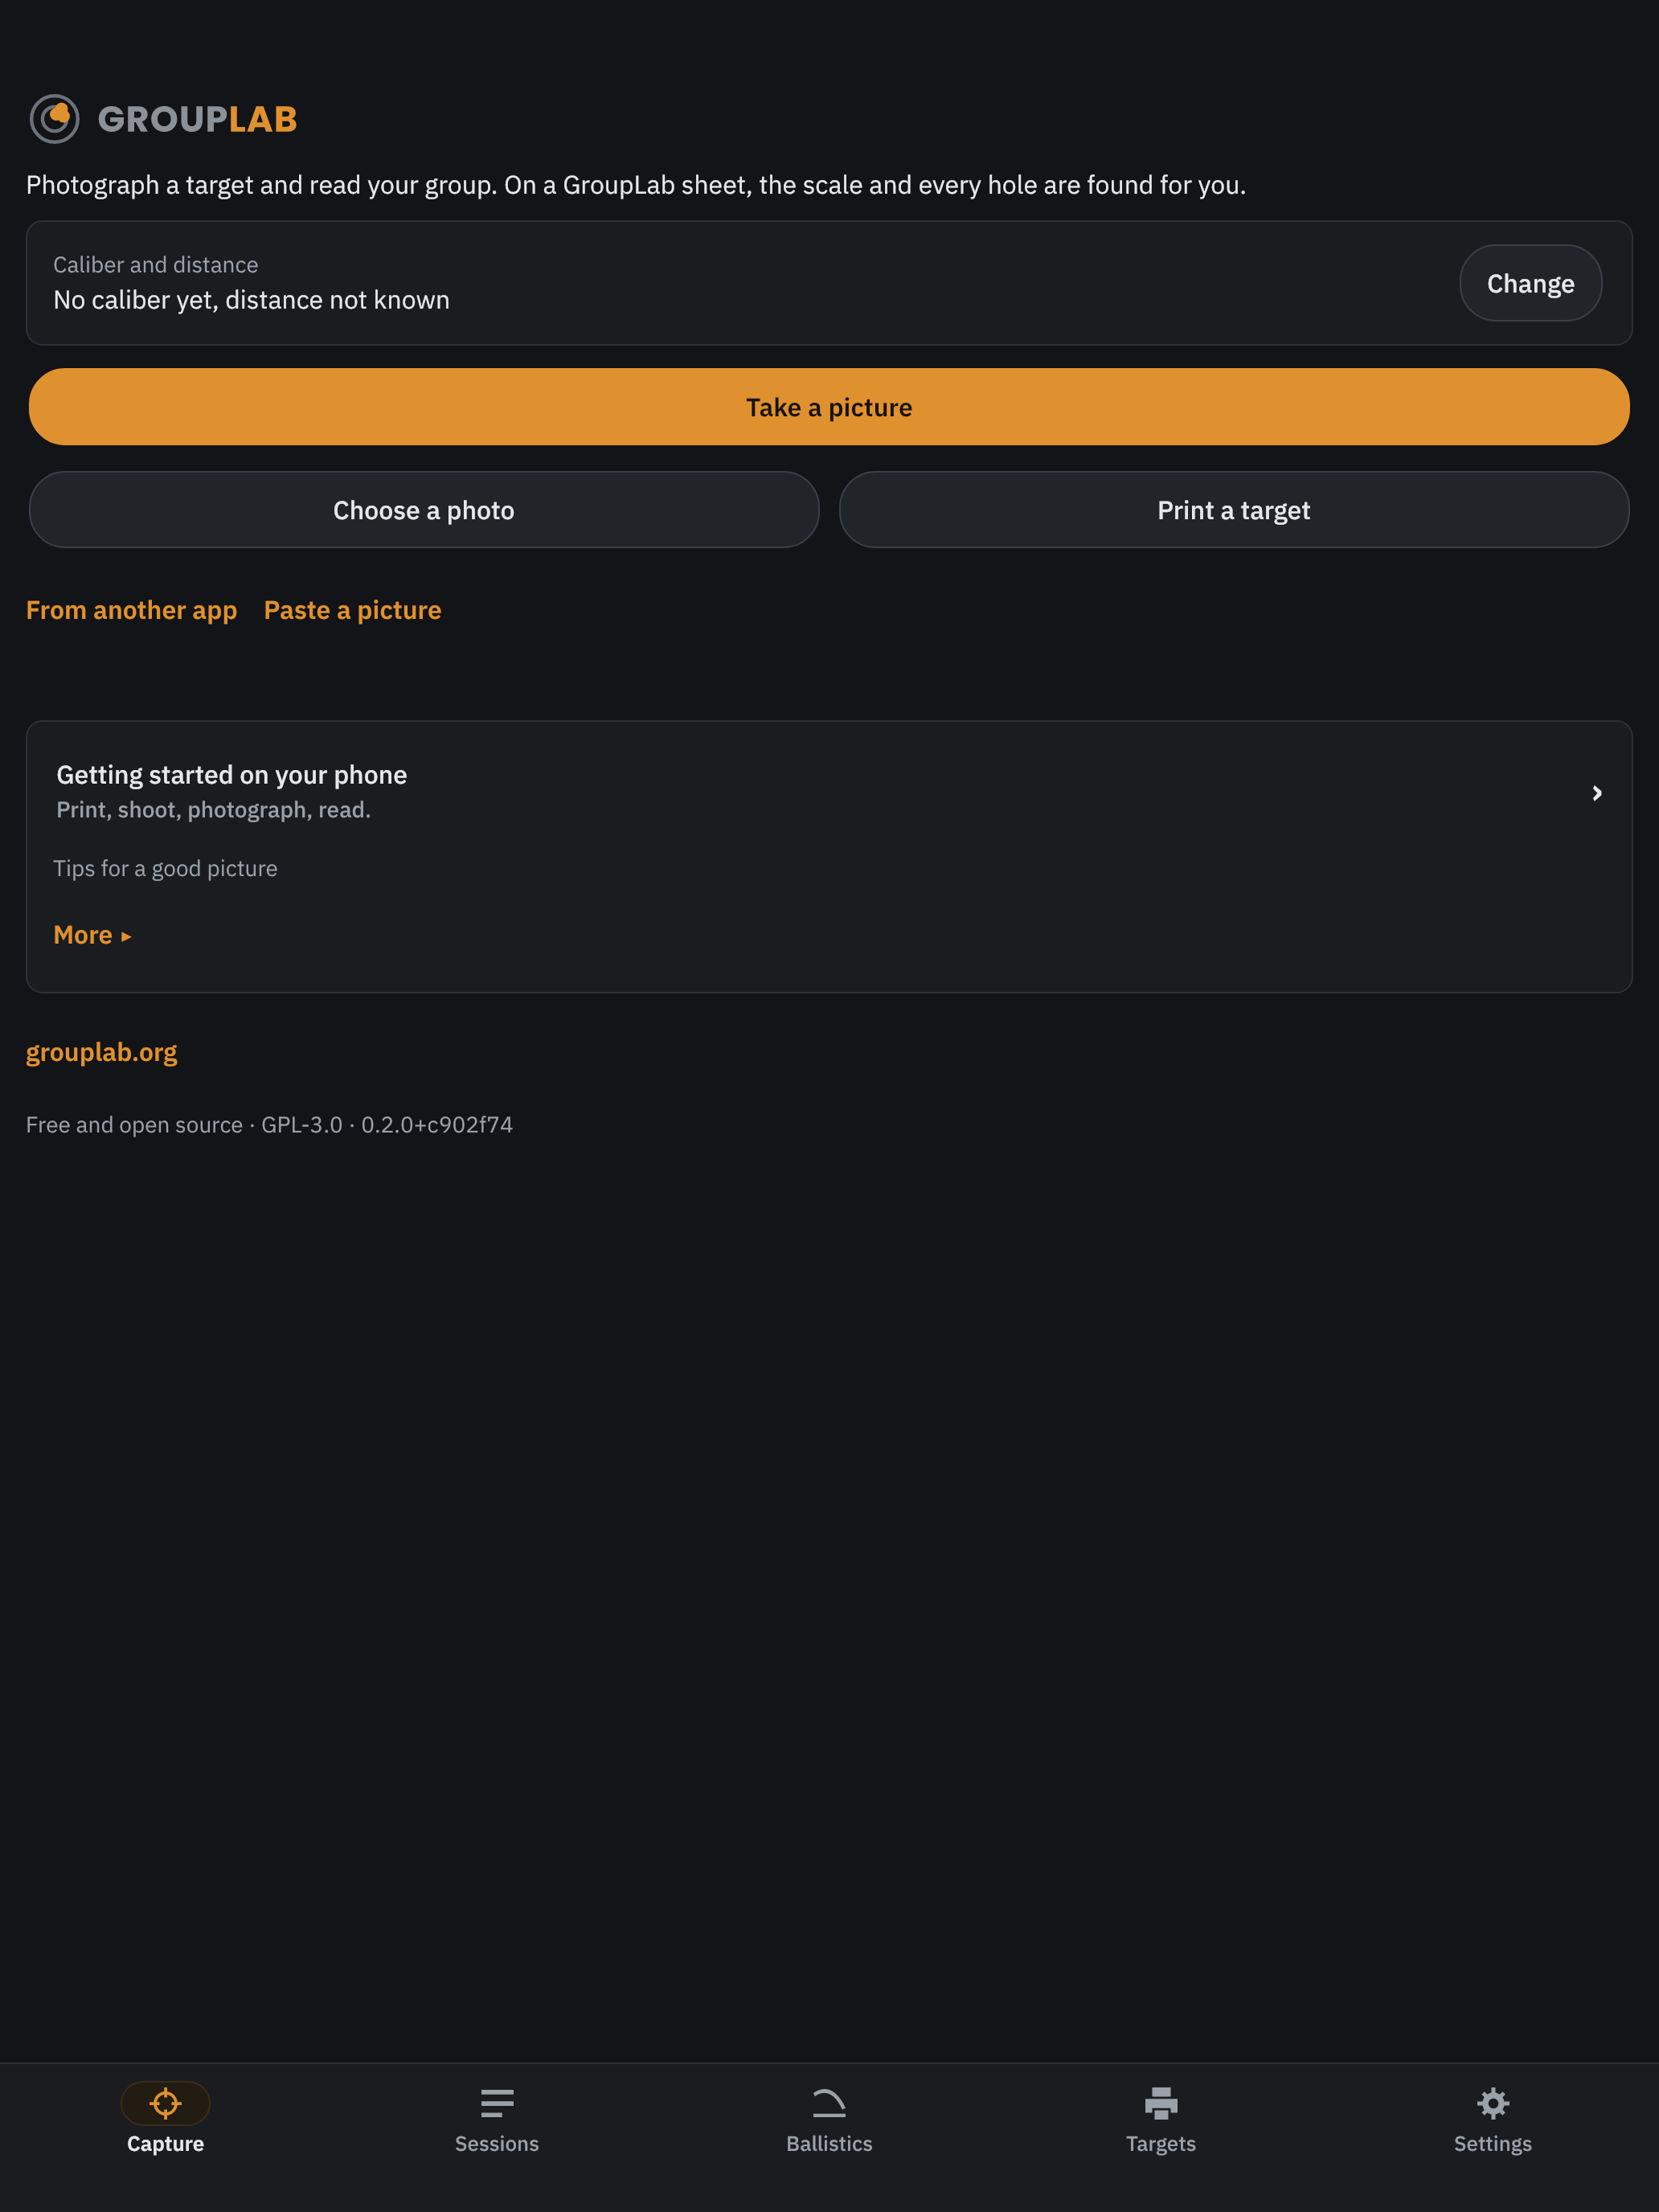 GROUPLAB
Photograph a target and read your group. On a GroupLab sheet, the scale and every hole are found for you.
Caliber and distance
No caliber yet, distance not known
Change
Take a picture
Choose a photo
Print a target
From another app
Paste a picture
Getting started on your phone
Print, shoot, photograph, read.
›
Tips for a good picture
More ▸
grouplab.org
Free and open source · GPL-3.0 · 0.2.0+c902f74
Capture
Sessions
Ballistics
Targets
Settings